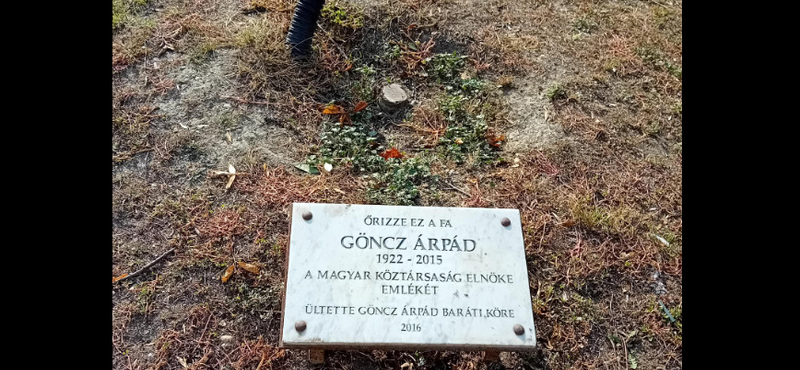 ŐRIZZE EZ A FA
GÖNCZ ÁRPÁD
1922 - 2015
A MAGYAR KÖZTÁRSASÁG ELNÖKE
EMLÉKÉT
ÜLTETTE GÖNCZ ÁRPÁD BARÁTI KÖRE
2016